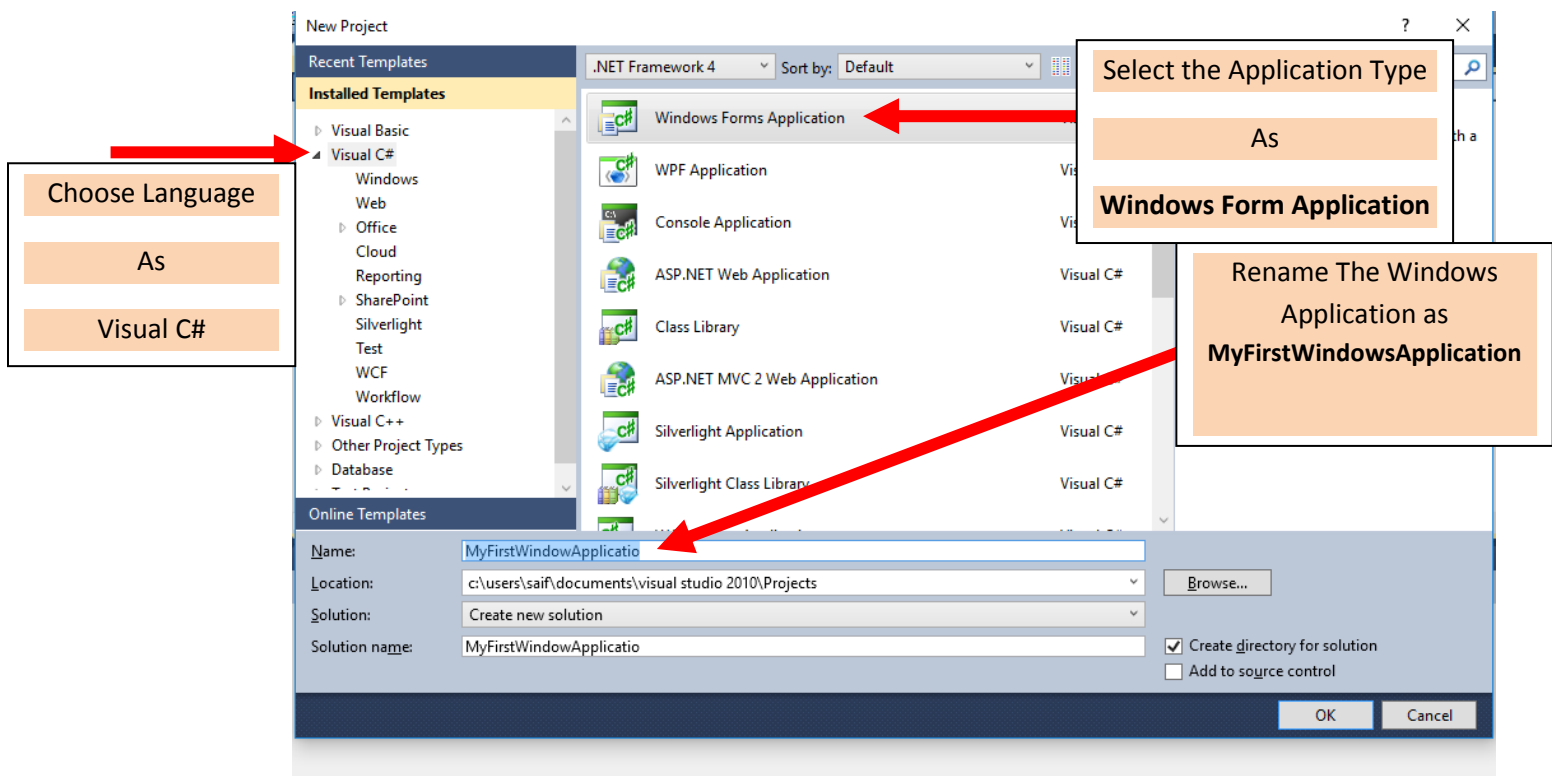 New Project
? ×
Recent Templates
.NET Framework 4 Sort by: Default
Installed Templates
Visual Basic
Visual C#
Windows
Web
Office
Cloud
Reporting
SharePoint
Silverlight
Test
WCF
Workflow
Visual C++
Other Project Types
Database
Online Templates
Windows Forms Application
WPF Application
Console Application
ASP.NET Web Application Visual C#
Class Library Visual C#
ASP.NET MVC 2 Web Application
Silverlight Application Visual C#
Silverlight Class Library Visual C#
Choose Language
As
Visual C#
Select the Application Type
As
Windows Form Application
Rename The Windows
Application as
MyFirstWindowsApplication
Name: MyFirstWindowApplicatio
Location: c:\users\saif\documents\visual studio 2010\Projects Browse...
Solution: Create new solution
Solution name: MyFirstWindowApplicatio
Create directory for solution
Add to source control
OK Cancel